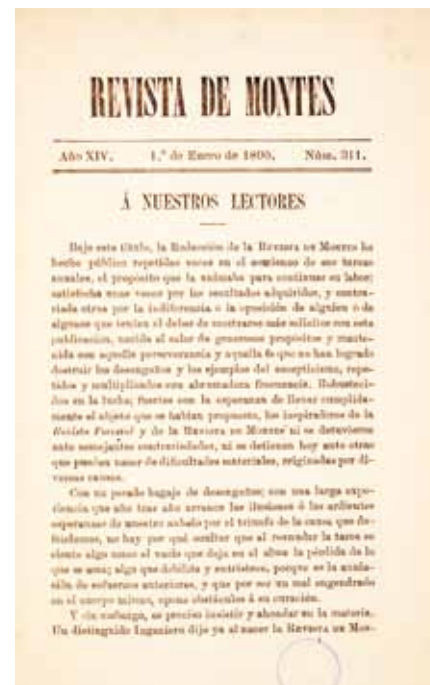 REVISTA DE MONTES
Año XIV. 1.º de Enero de 1890. Núm. 311.
Á NUESTROS LECTORES
Bajo este título, la Redacción de la REVISTA DE MONTES ha
hecho público repetidas veces en el comienzo de sus tareas
anuales, el propósito que la animaba para continuar su labor;
satisfecha unas veces por los resultados adquiridos, y contra-
riada otras por la indiferencia o la oposición de alguien ó de
algunos que tenían el deber de mostrarse más solícitos con esta
publicación, nacida al calor de generosos propósitos y mante-
nida con aquella perseverancia y aquella fe que no han logrado
destruir los desengaños y los ejemplos del escepticismo, repe-
tidos y multiplicados con abrumadora frecuencia. Robusteci-
dos en la lucha; fuertes con la esperanza de llevar cumplida-
mente el objeto que se habían propuesto, los inspiradores de la
Revista Forestal y de la REVISTA DE MONTES ni se detuvieron
ante semejantes contrariedades, ni se detienen hoy ante otras
que puedan nacer de dificultades materiales, originadas por di-
versas causas.
Con un pesado bagaje de desengaños; con una larga expe-
riencia que año tras año arranca las ilusiones ó las ardientes
esperanzas de nuestro anhelo por el triunfo de la causa que de-
fendemos, no hay por qué ocultar que al reanudar la tarea se
siente algo como el vacío que deja en el alma la pérdida de lo
que se ama; algo que debilita y entristece, porque es la anula-
ción de esfuerzos anteriores, y que por ser un mal engendrado
en el cuerpo mismo, opone obstáculos á su curación.
Y sin embargo, es preciso insistir y ahondar en la materia.
Un distinguido Ingeniero dijo ya al nacer la REVISTA DE MON-